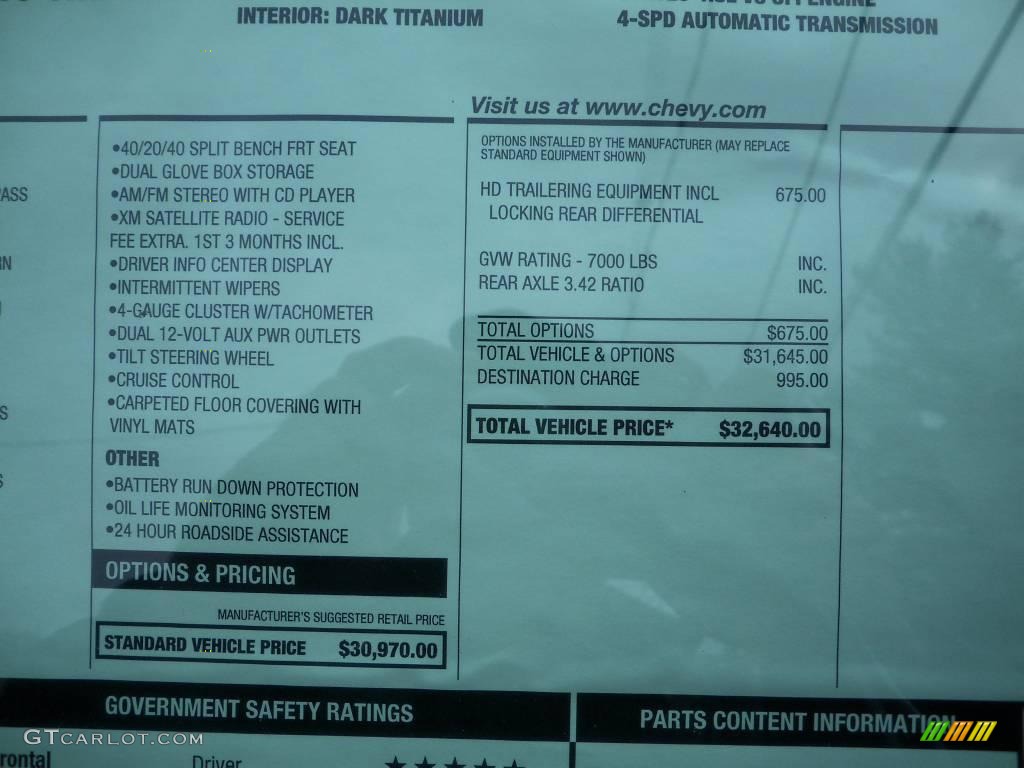 INTERIOR: DARK TITANIUM
4-SPD AUTOMATIC TRANSMISSION
•40/20/40 SPLIT BENCH FRT SEAT
•DUAL GLOVE BOX STORAGE
•AM/FM STEREO WITH CD PLAYER
•XM SATELLITE RADIO - SERVICE
FEE EXTRA. 1ST 3 MONTHS INCL.
•DRIVER INFO CENTER DISPLAY
•INTERMITTENT WIPERS
•4-GAUGE CLUSTER W/TACHOMETER
•DUAL 12-VOLT AUX PWR OUTLETS
•TILT STEERING WHEEL
•CRUISE CONTROL
•CARPETED FLOOR COVERING WITH
VINYL MATS
OTHER
•BATTERY RUN DOWN PROTECTION
•OIL LIFE MONITORING SYSTEM
•24 HOUR ROADSIDE ASSISTANCE
OPTIONS & PRICING
MANUFACTURER'S SUGGESTED RETAIL PRICE
STANDARD VEHICLE PRICE $30,970.00
Visit us at www.chevy.com
OPTIONS INSTALLED BY THE MANUFACTURER (MAY REPLACE
STANDARD EQUIPMENT SHOWN)
HD TRAILERING EQUIPMENT INCL 675.00
LOCKING REAR DIFFERENTIAL
GVW RATING - 7000 LBS INC.
REAR AXLE 3.42 RATIO INC.
TOTAL OPTIONS $675.00
TOTAL VEHICLE & OPTIONS $31,645.00
DESTINATION CHARGE 995.00
TOTAL VEHICLE PRICE* $32,640.00
GOVERNMENT SAFETY RATINGS
PARTS CONTENT INFORMATION
rontal Driver ★★★★★
GTCARLOT.COM